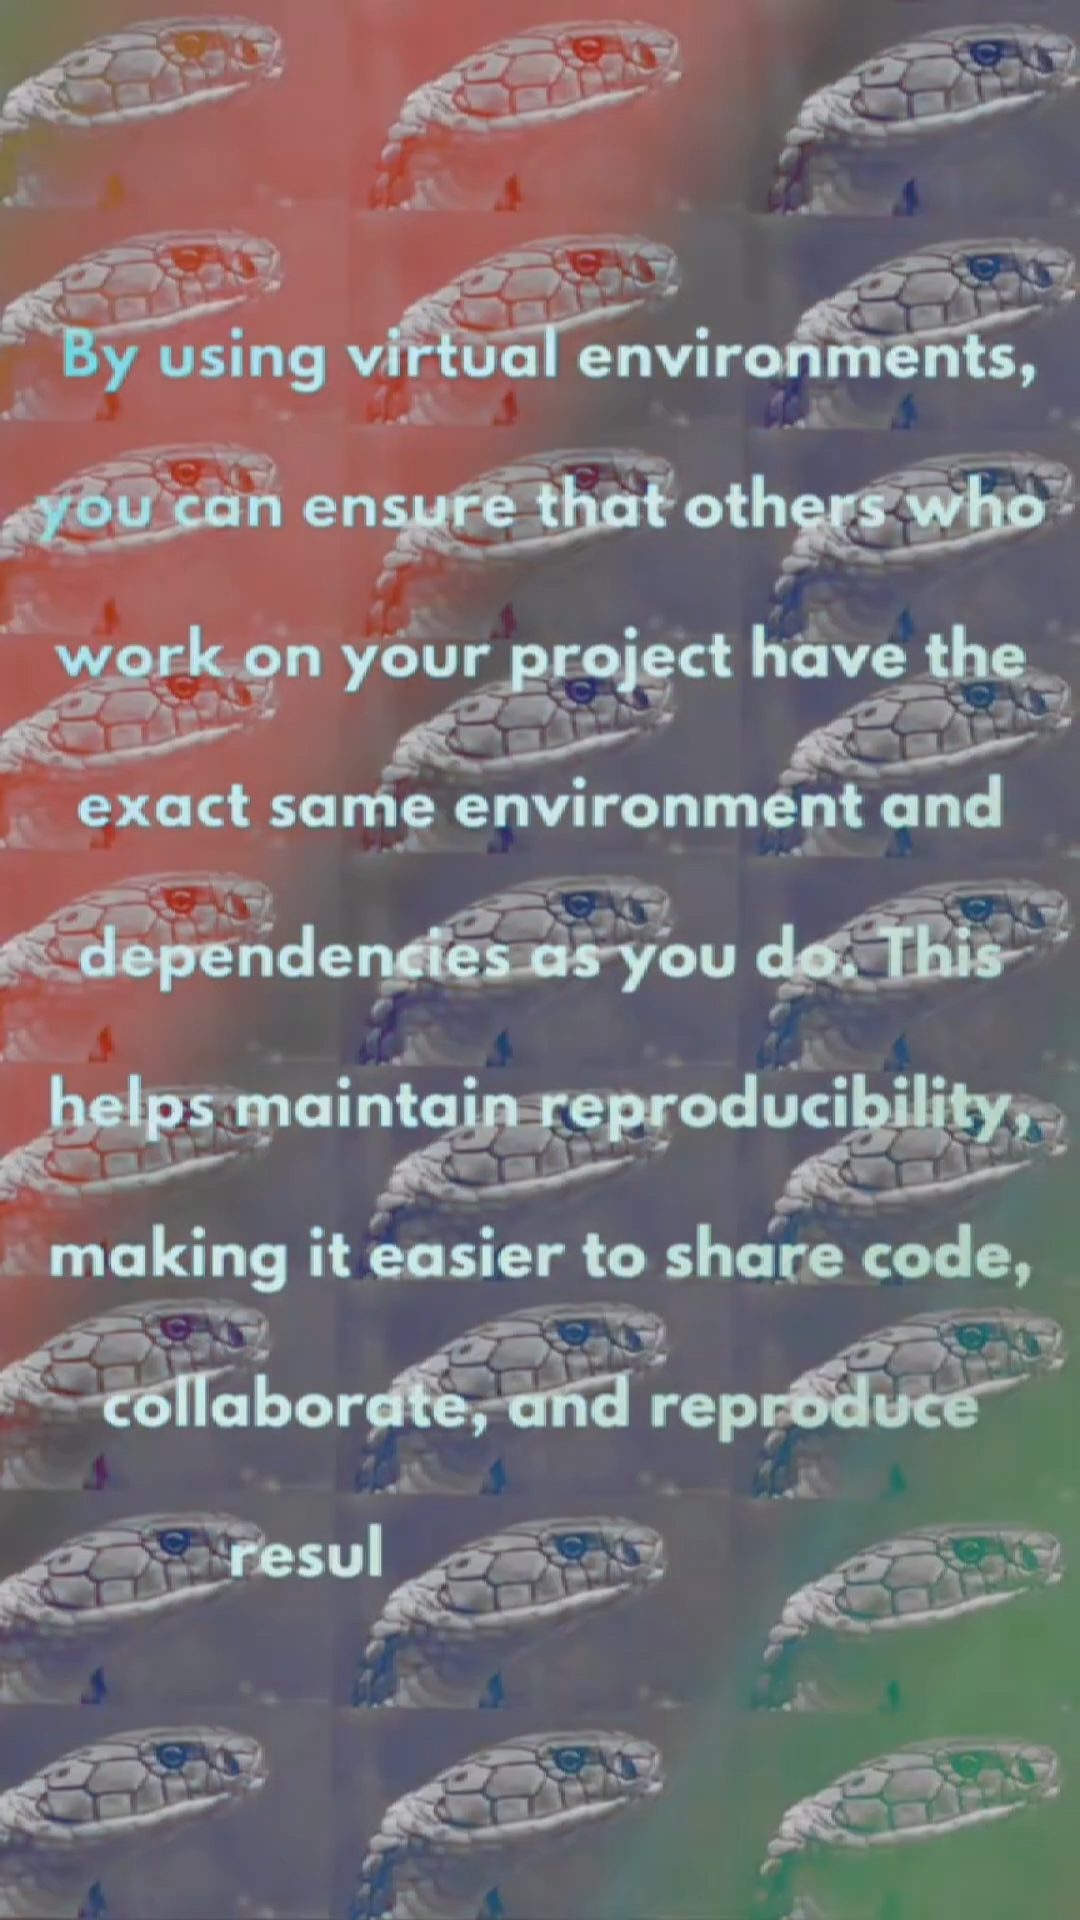 By using virtual environments,
you can ensure that others who
work on your project have the
exact same environment and
dependencies as you do. This
helps maintain reproducibility,
making it easier to share code,
collaborate, and reproduce
resul